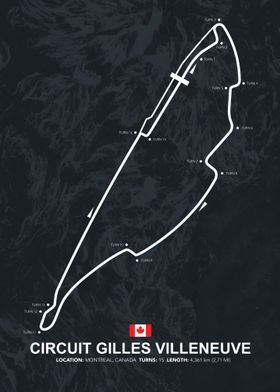 TURN 2
TURN 1
TURN 3
TURN 4
TURN 5
TURN 6
TURN 14
TURN 15
TURN 7
TURN 8
TURN 10
TURN 9
TURN 13
TURN 12
TURN 11
CIRCUIT GILLES VILLENEUVE
LOCATION: MONTREAL, CANADA TURNS: 15 LENGTH: 4,361 km (2,71 MI)